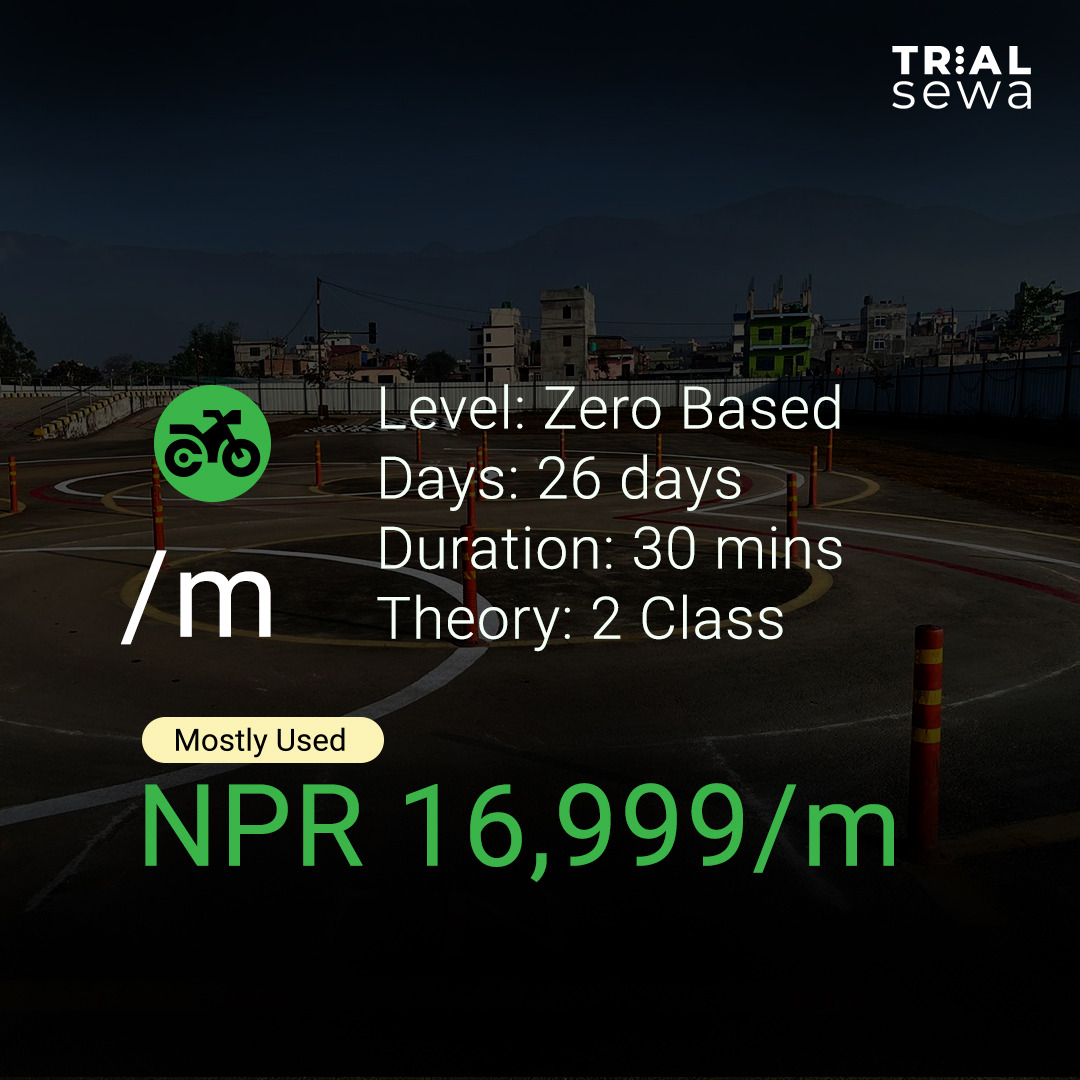 TRIAL
sewa
Level: Zero Based
Days: 26 days
Duration: 30 mins
Theory: 2 Class
/m
Mostly Used
NPR 16,999/m